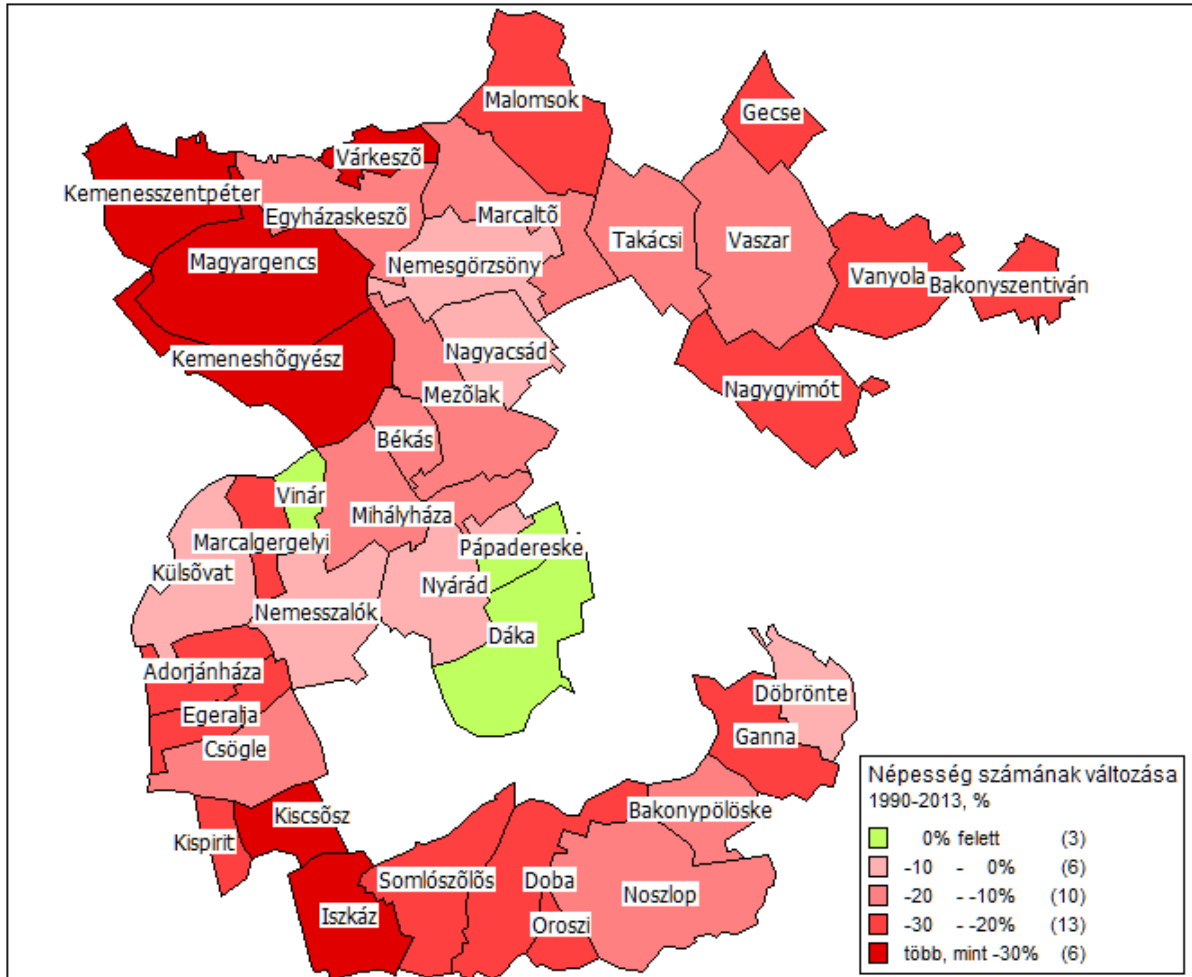 Malomsok
Gecse
Várkeszõ
Kemenesszentpéter
Egyházaskeszõ
Marcaltõ
Takácsi
Vaszar
Magyargencs
Nemesgörzsöny
Vanyola
Bakonyszentiván
Kemeneshõgyész
Nagyacsád
Mezõlak
Nagygyimót
Békás
Vinár
Mihályháza
Marcalgergelyi
Pápadereske
Külsõvat
Nyárád
Nemesszalók
Dáka
Adorjánháza
Döbrönte
Egeralja
Ganna
Csögle
Kiscsõsz
Bakonypölöske
Kispirit
Somlószõlõs
Doba
Noszlop
Iszkáz
Oroszi
Népesség számának változása
1990-2013, %
0% felett (3)
-10 - 0% (6)
-20 - -10% (10)
-30 - -20% (13)
több, mint -30% (6)